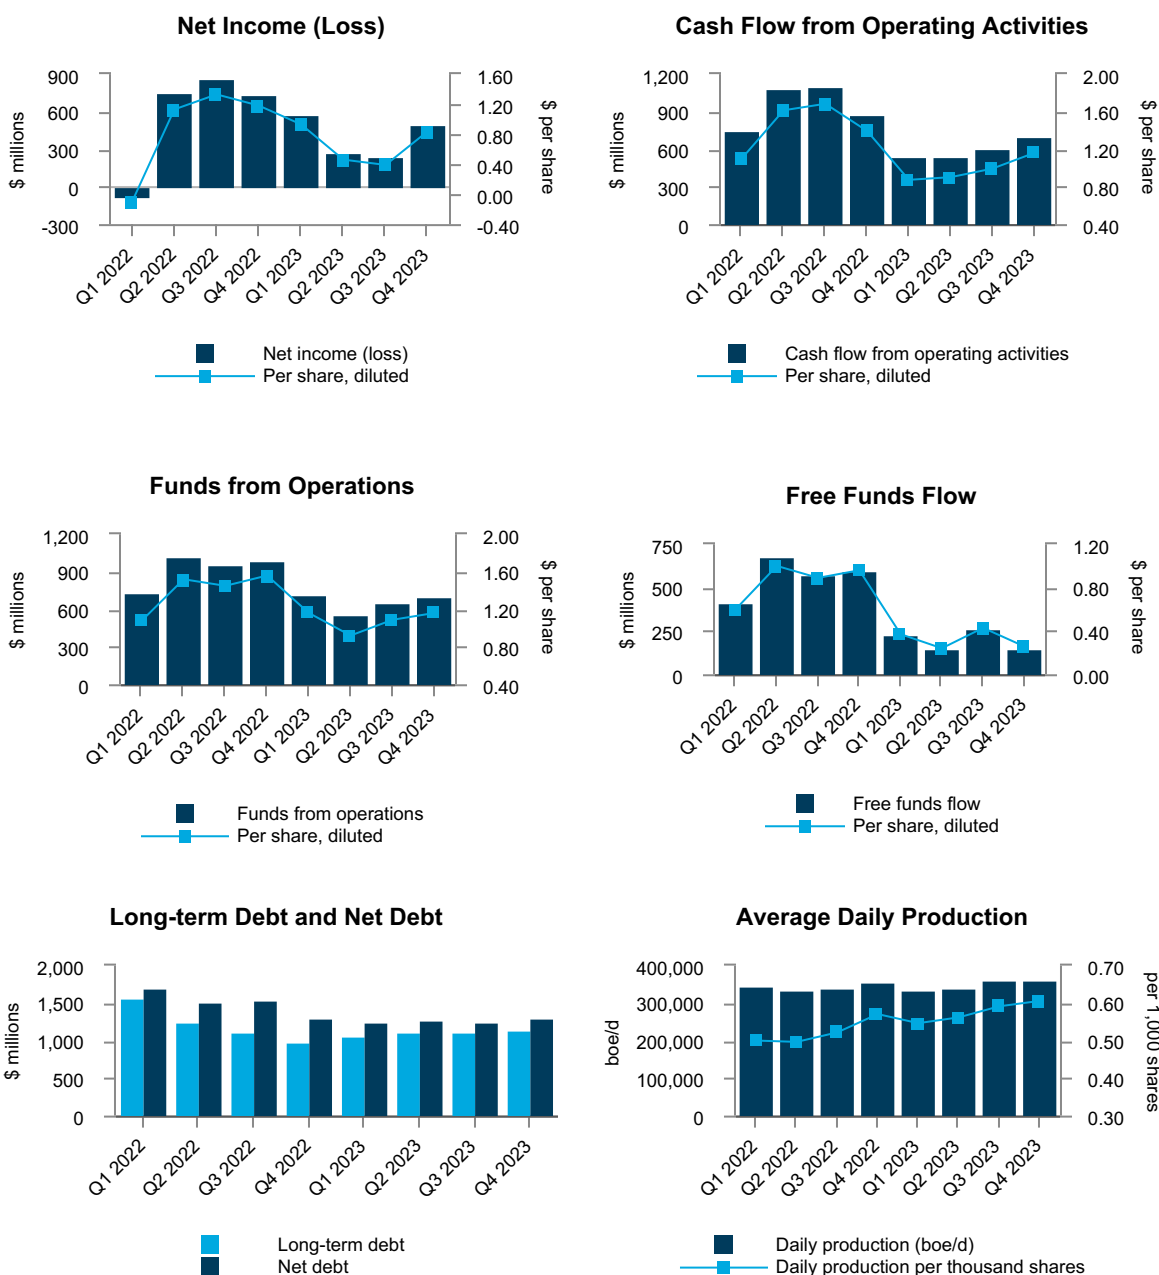 Net Income (Loss)
$ millions
900
600
300
0
-300
1.60
1.20
0.80
0.40
0.00
-0.40
$ per share
Q1 2022
Q2 2022
Q3 2022
Q4 2022
Q1 2023
Q2 2023
Q3 2023
Q4 2023
Net income (loss)
Per share, diluted
Cash Flow from Operating Activities
$ millions
1,200
900
600
300
0
2.00
1.60
1.20
0.80
0.40
$ per share
Q1 2022
Q2 2022
Q3 2022
Q4 2022
Q1 2023
Q2 2023
Q3 2023
Q4 2023
Cash flow from operating activities
Per share, diluted
Funds from Operations
$ millions
1,200
900
600
300
0
2.00
1.60
1.20
0.80
0.40
$ per share
Q1 2022
Q2 2022
Q3 2022
Q4 2022
Q1 2023
Q2 2023
Q3 2023
Q4 2023
Funds from operations
Per share, diluted
Free Funds Flow
$ millions
750
500
250
0
1.20
0.80
0.40
0.00
$ per share
Q1 2022
Q2 2022
Q3 2022
Q4 2022
Q1 2023
Q2 2023
Q3 2023
Q4 2023
Free funds flow
Per share, diluted
Long-term Debt and Net Debt
$ millions
2,000
1,500
1,000
500
0
Q1 2022
Q2 2022
Q3 2022
Q4 2022
Q1 2023
Q2 2023
Q3 2023
Q4 2023
Long-term debt
Net debt
Average Daily Production
boe/d
400,000
300,000
200,000
100,000
0
0.70
0.60
0.50
0.40
0.30
per 1,000 shares
Q1 2022
Q2 2022
Q3 2022
Q4 2022
Q1 2023
Q2 2023
Q3 2023
Q4 2023
Daily production (boe/d)
Daily production per thousand shares